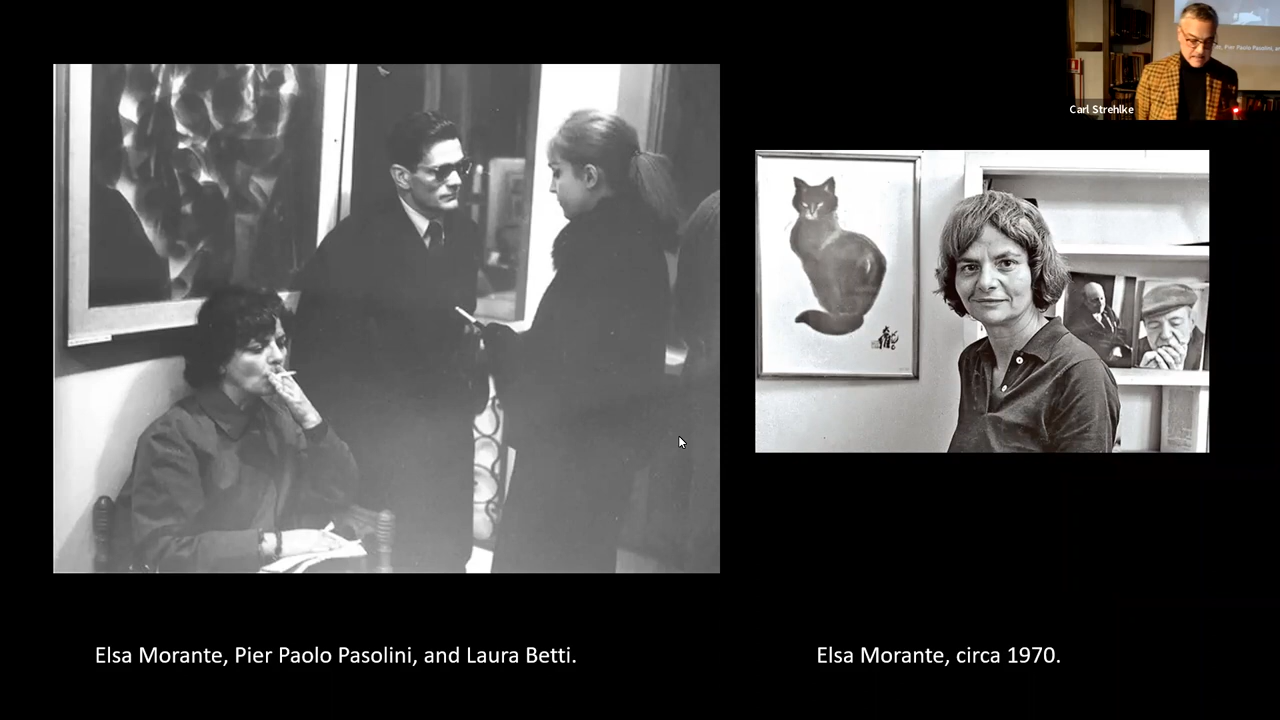 Carl Strehlke
Elsa Morante, Pier Paolo Pasolini, and Laura Betti.
Elsa Morante, circa 1970.